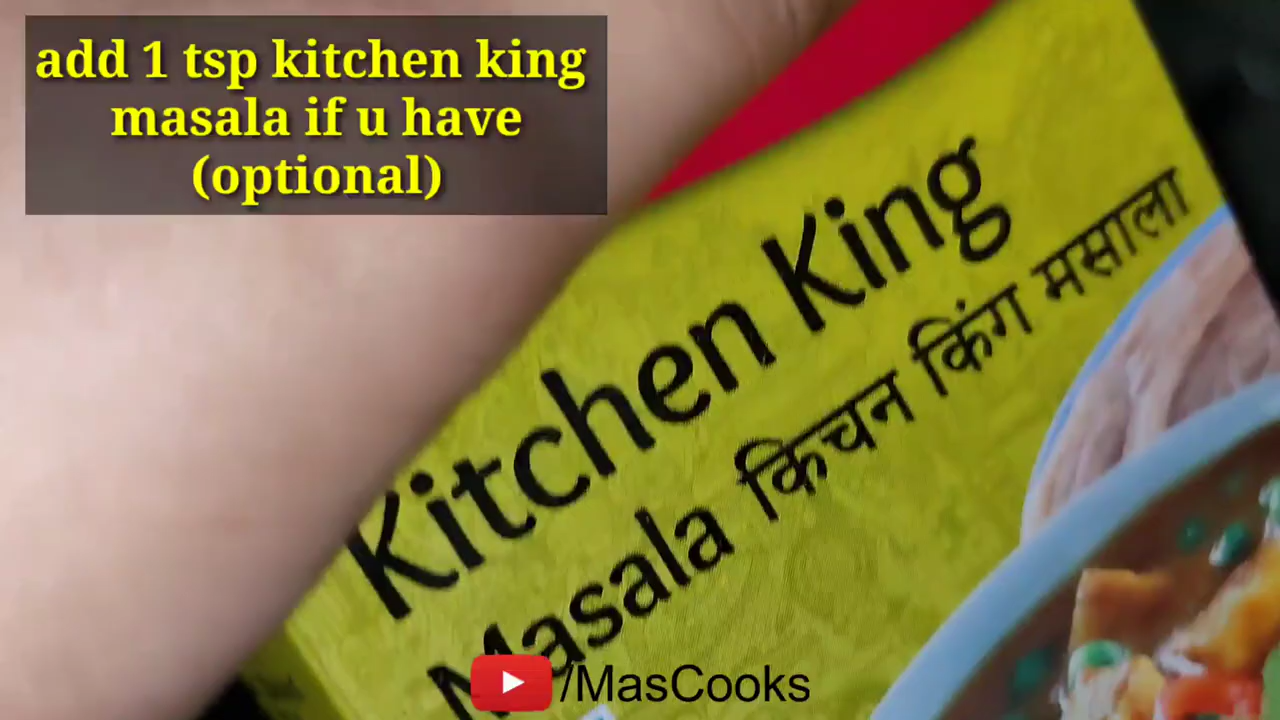 add 1 tsp kitchen king
masala if u have
(optional)
Kitchen King
Masala किचन किंग मसाला
/MasCooks